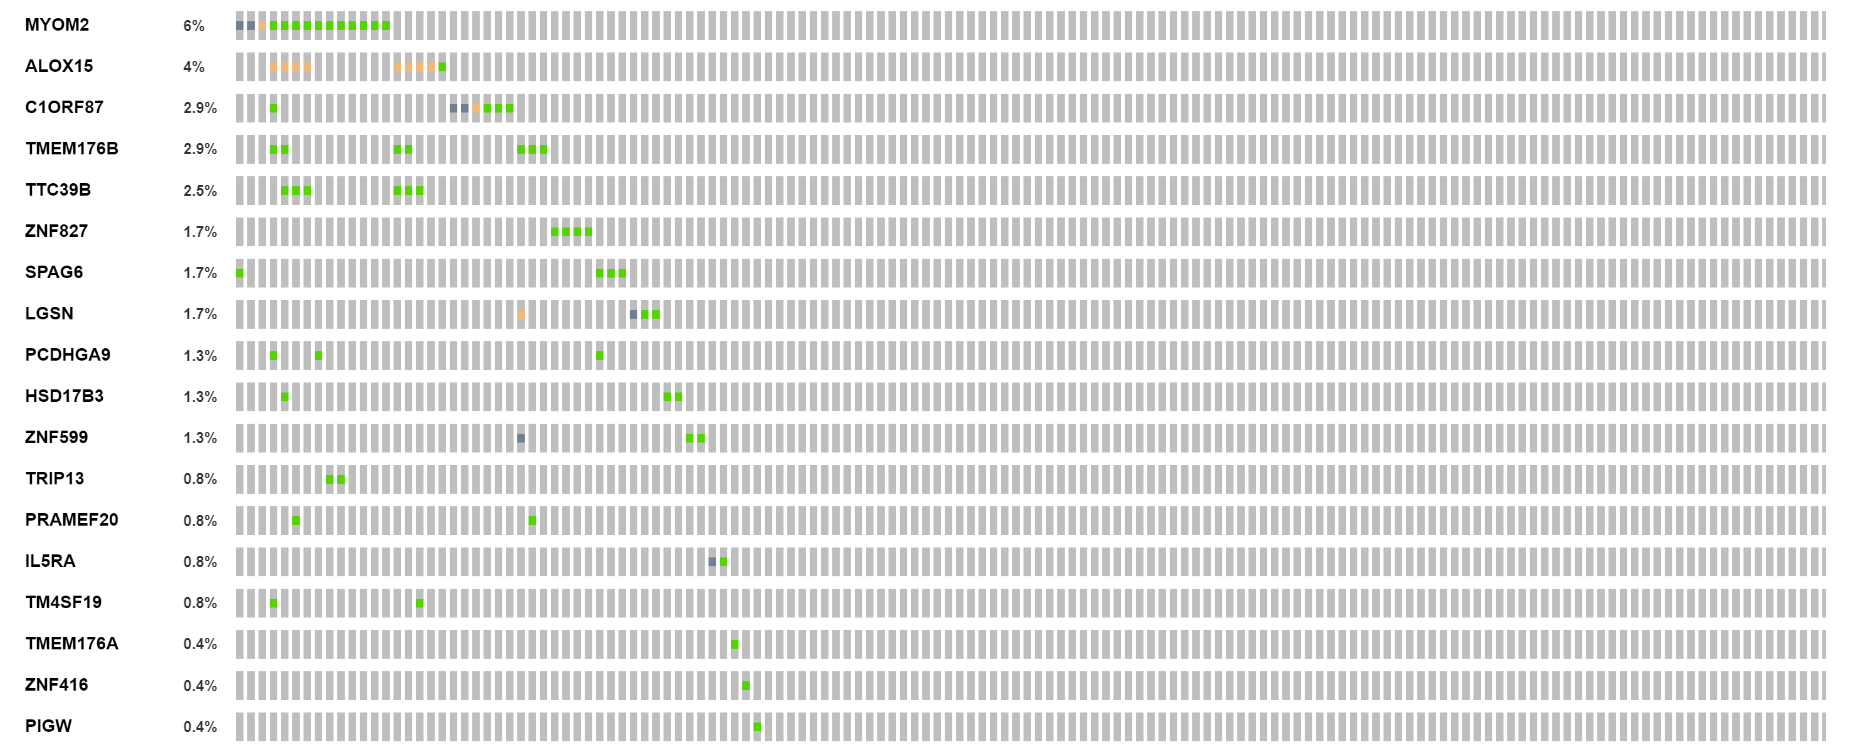 MYOM2 6%
ALOX15 4%
C1ORF87 2.9%
TMEM176B 2.9%
TTC39B 2.5%
ZNF827 1.7%
SPAG6 1.7%
LGSN 1.7%
PCDHGA9 1.3%
HSD17B3 1.3%
ZNF599 1.3%
TRIP13 0.8%
PRAMEF20 0.8%
IL5RA 0.8%
TM4SF19 0.8%
TMEM176A 0.4%
ZNF416 0.4%
PIGW 0.4%